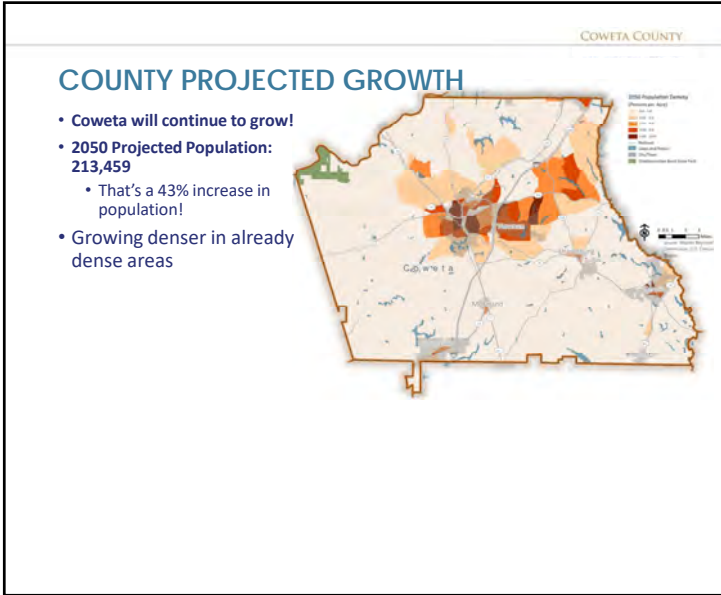 COWETA COUNTY
COUNTY PROJECTED GROWTH
• Coweta will continue to grow!
• 2050 Projected Population:
213,459
• That's a 43% increase in
population!
• Growing denser in already
dense areas
2050 Population Density
Coweta